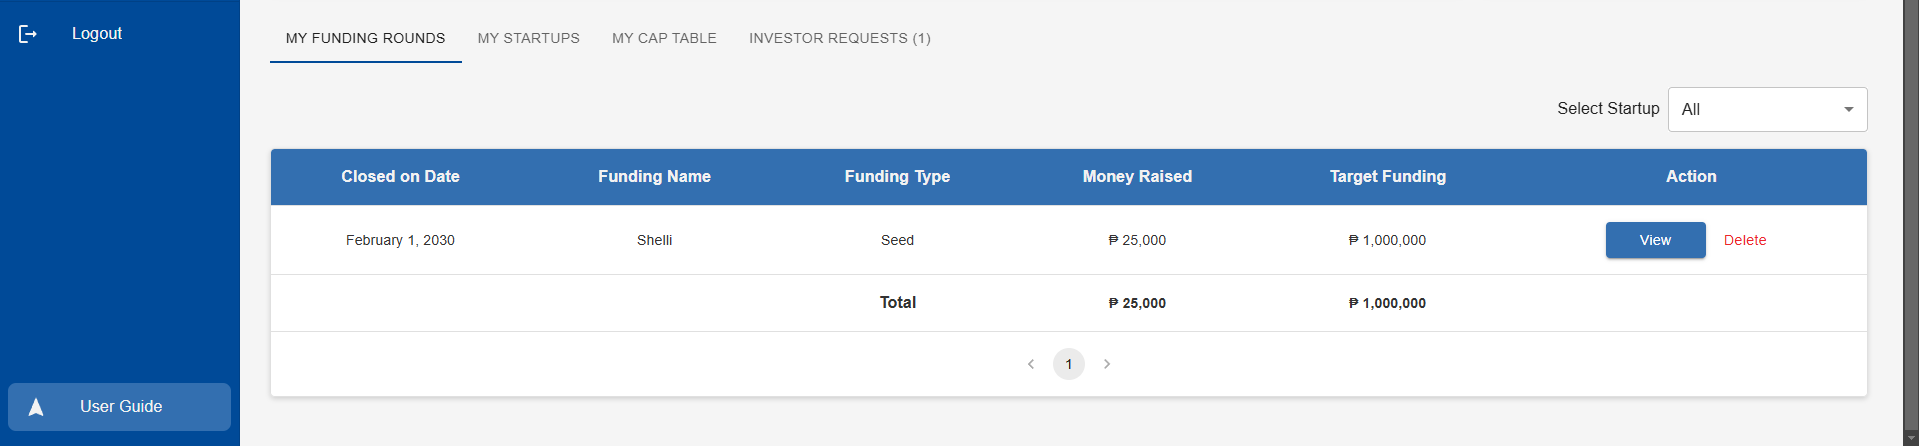 Logout
MY FUNDING ROUNDS MY STARTUPS MY CAP TABLE INVESTOR REQUESTS (1)
Select Startup All
Closed on Date Funding Name Funding Type Money Raised Target Funding Action
February 1, 2030 Shelli Seed ₱ 25,000 ₱ 1,000,000 View Delete
Total ₱ 25,000 ₱ 1,000,000
1
User Guide